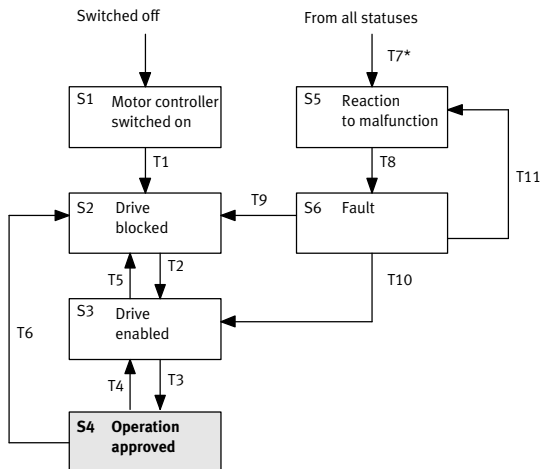 Switched off
From all statuses
T7*
S1 Motor controller
switched on
S5 Reaction
to malfunction
T1
T8
T11
S2 Drive
blocked
T9
S6 Fault
T5
T2
T10
S3 Drive
enabled
T6
T4
T3
S4 Operation
approved